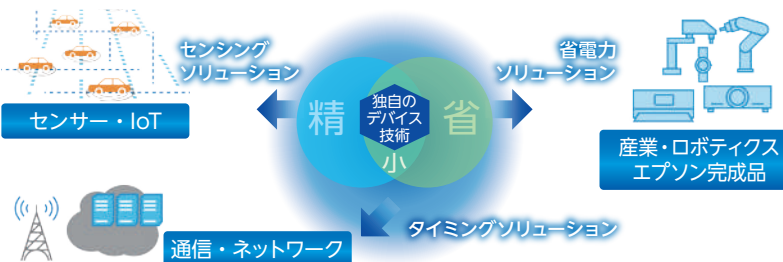 センシング
ソリューション
センサー・IoT
精
独自の
デバイス
技術
小
省
省電力
ソリューション
産業・ロボティクス
エプソン完成品
通信・ネットワーク
タイミングソリューション